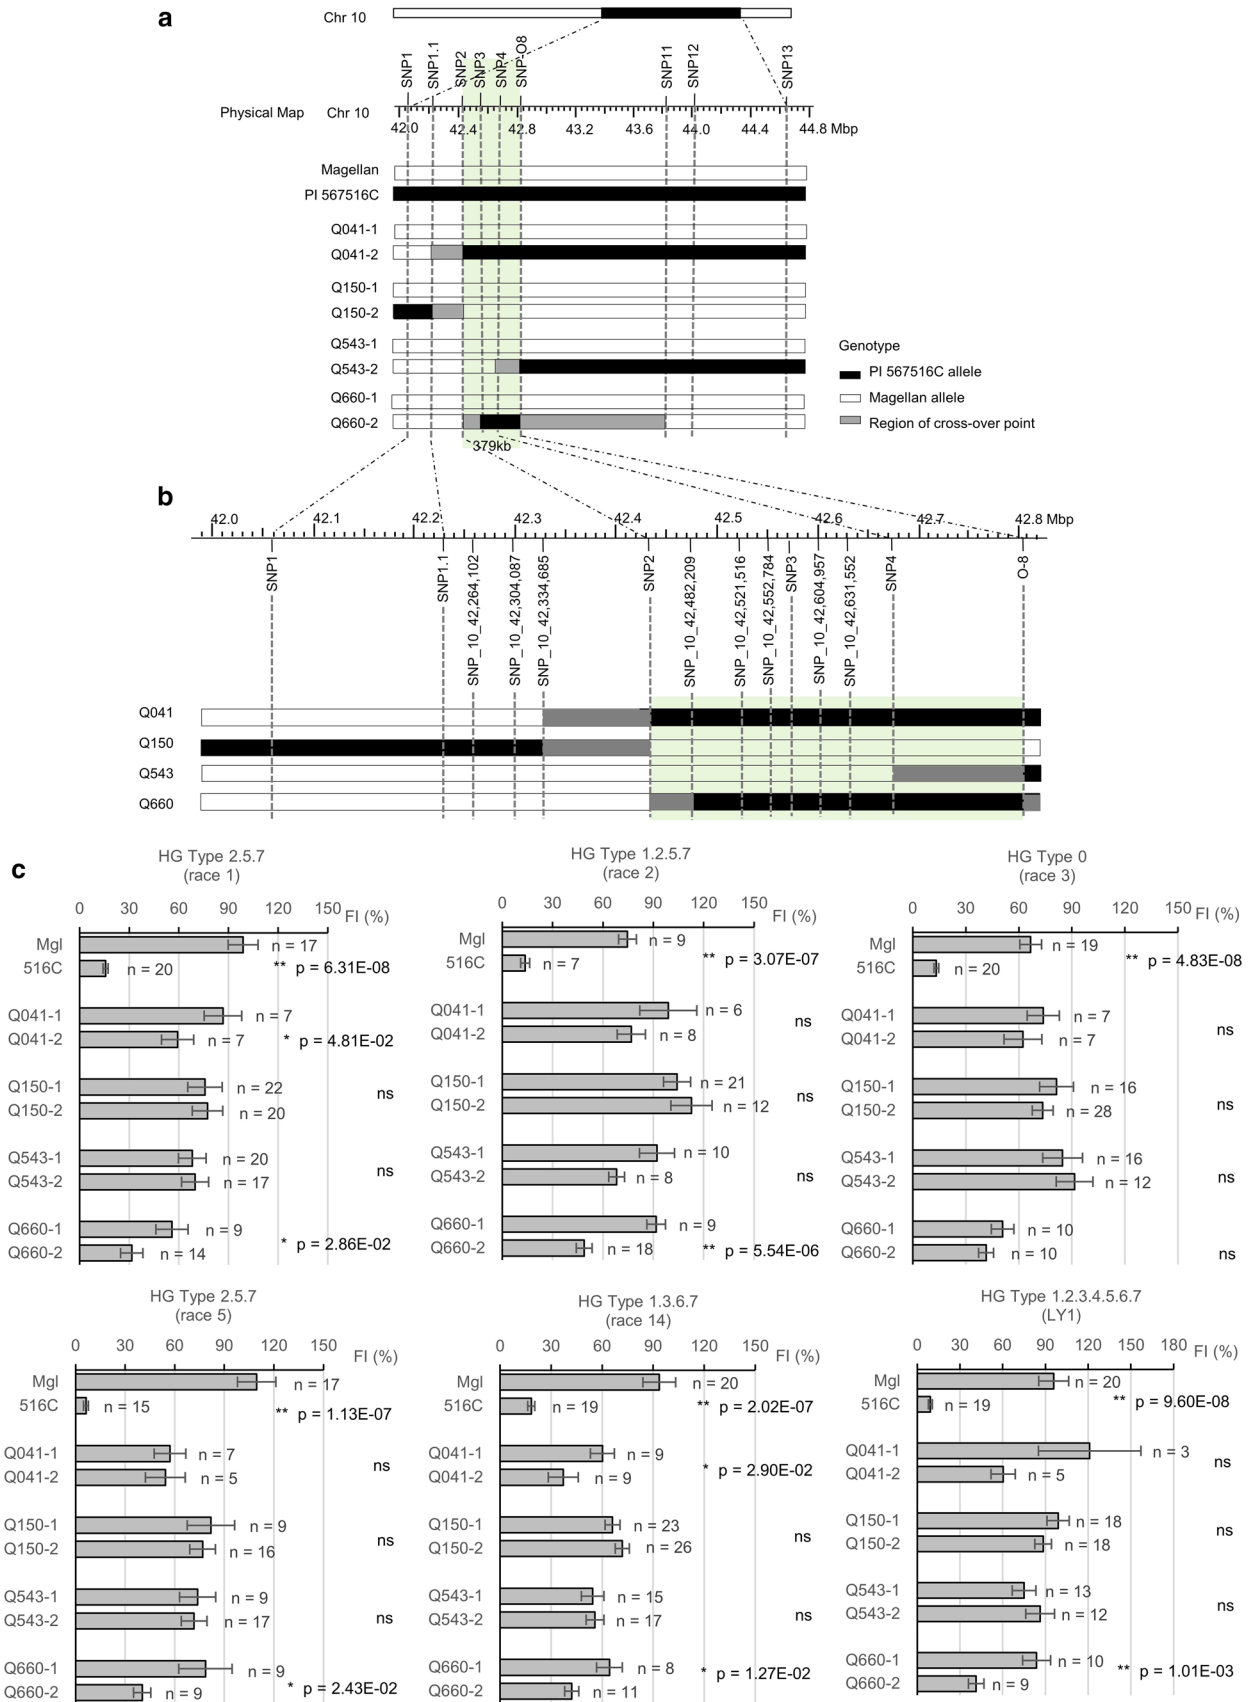 a
Chr 10
SNP1
SNP1.1
SNP2
SNP3
SNP4
SNP-O8
SNP11
SNP12
SNP13
Physical Map Chr 10
42.0 42.4 42.8 43.2 43.6 44.0 44.4 44.8 Mbp
Magellan
PI 567516C
Q041-1
Q041-2
Q150-1
Q150-2
Q543-1
Q543-2
Q660-1
Q660-2
379kb
Genotype
PI 567516C allele
Magellan allele
Region of cross-over point
b
42.0 42.1 42.2 42.3 42.4 42.5 42.6 42.7 42.8 Mbp
SNP1
SNP1.1
SNP_10_42,264,102
SNP_10_42,304,087
SNP_10_42,334,685
SNP2
SNP_10_42,482,209
SNP_10_42,521,516
SNP_10_42,552,784
SNP3
SNP_10_42,604,957
SNP_10_42,631,552
SNP4
O-8
Q041
Q150
Q543
Q660
c
HG Type 2.5.7
(race 1)
0 30 60 90 120 150 FI (%)
Mgl n = 17
516C n = 20
** p = 6.31E-08
Q041-1 n = 7
Q041-2 n = 7 * p = 4.81E-02
Q150-1 n = 22
ns
Q150-2 n = 20
Q543-1 n = 20
ns
Q543-2 n = 17
Q660-1 n = 9
* p = 2.86E-02
Q660-2 n = 14
HG Type 1.2.5.7
(race 2)
0 30 60 90 120 150 FI (%)
Mgl n = 9
516C n = 7
** p = 3.07E-07
Q041-1 n = 6
ns
Q041-2 n = 8
Q150-1 n = 21
ns
Q150-2 n = 12
Q543-1 n = 10
Q543-2 n = 8 ns
Q660-1 n = 9
Q660-2 n = 18 ** p = 5.54E-06
HG Type 0
(race 3)
0 30 60 90 120 150 FI (%)
Mgl n = 19
** p = 4.83E-08
516C n = 20
Q041-1 n = 7
ns
Q041-2 n = 7
Q150-1 n = 16
ns
Q150-2 n = 28
Q543-1 n = 16
ns
Q543-2 n = 12
Q660-1 n = 10
Q660-2 n = 10 ns
HG Type 2.5.7
(race 5)
0 30 60 90 120 150 FI (%)
Mgl n = 17
516C n = 15
** p = 1.13E-07
Q041-1 n = 7
ns
Q041-2 n = 5
Q150-1 n = 9
ns
Q150-2 n = 16
Q543-1 n = 9
Q543-2 n = 17 ns
Q660-1 n = 9
Q660-2 n = 9 * p = 2.43E-02
HG Type 1.3.6.7
(race 14)
0 30 60 90 120 150 FI (%)
Mgl n = 20
516C n = 19 ** p = 2.02E-07
Q041-1 n = 9
* p = 2.90E-02
Q041-2 n = 9
Q150-1 n = 23
ns
Q150-2 n = 26
Q543-1 n = 15
Q543-2 n = 17 ns
Q660-1 n = 8 * p = 1.27E-02
Q660-2 n = 11
HG Type 1.2.3.4.5.6.7
(LY1)
0 30 60 90 120 150 180 FI (%)
Mgl n = 20
** p = 9.60E-08
516C n = 19
Q041-1 n = 3
ns
Q041-2 n = 5
Q150-1 n = 18
ns
Q150-2 n = 18
Q543-1 n = 13
ns
Q543-2 n = 12
Q660-1 n = 10
** p = 1.01E-03
Q660-2 n = 9